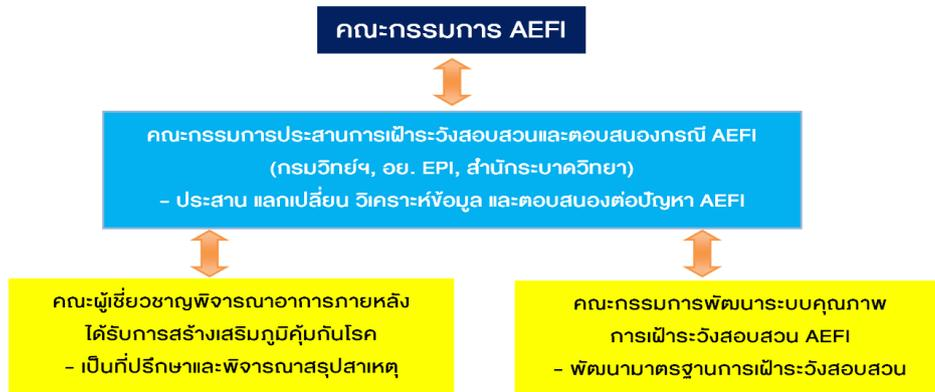 คณะกรรมการ AEFI
คณะกรรมการประสานการเฝ้าระวังสอบสวนและตอบสนองกรณี AEFI
(กรมวิทย์ฯ, อย. EPI, สำนักระบาดวิทยา)
- ประสาน แลกเปลี่ยน วิเคราะห์ข้อมูล และตอบสนองต่อปัญหา AEFI
คณะผู้เชี่ยวชาญพิจารณาอาการภายหลัง
ได้รับการสร้างเสริมภูมิคุ้มกันโรค
- เป็นที่ปรึกษาและพิจารณาสรุปสาเหตุ
คณะกรรมการพัฒนาระบบคุณภาพ
การเฝ้าระวังสอบสวน AEFI
- พัฒนามาตรฐานการเฝ้าระวังสอบสวน